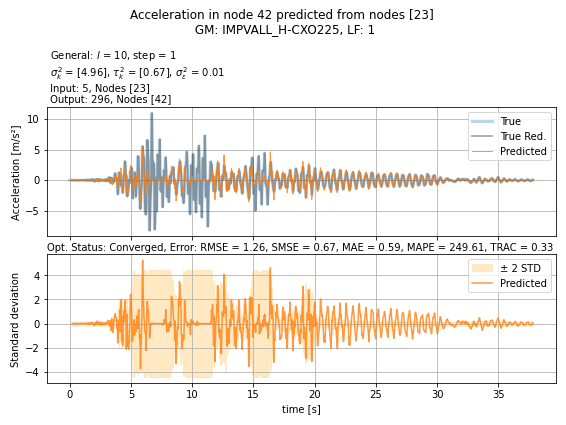 Acceleration in node 42 predicted from nodes [23]
GM: IMPVALL_H-CXO225, LF: 1
General: l = 10, step = 1
σ²ₖ = [4.96], τ²ₖ = [0.67], σ²ε = 0.01
Input: 5, Nodes [23]
Output: 296, Nodes [42]
Acceleration [m/s²]
10
5
0
−5
True
True Red.
Predicted
Opt. Status: Converged, Error: RMSE = 1.26, SMSE = 0.67, MAE = 0.59, MAPE = 249.61, TRAC = 0.33
Standard deviation
4
2
0
−2
−4
± 2 STD
Predicted
0 5 10 15 20 25 30 35
time [s]